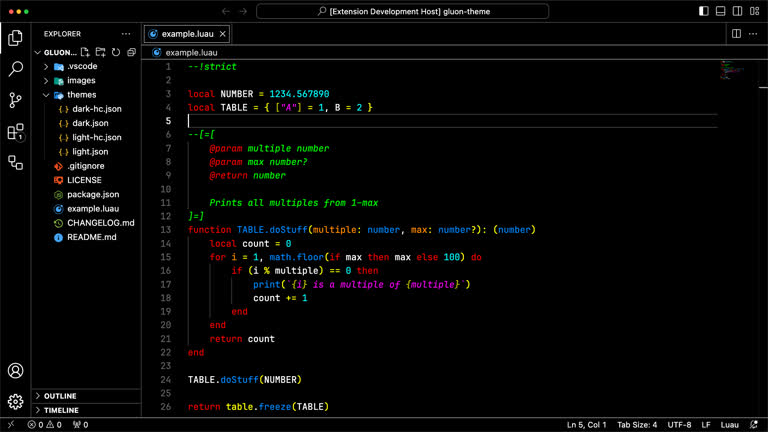 [Extension Development Host] gluon-theme
EXPLORER
GLUON...
.vscode
images
themes
{.} dark-hc.json
{.} dark.json
{.} light-hc.json
{.} light.json
.gitignore
LICENSE
package.json
example.luau
CHANGELOG.md
README.md
OUTLINE
TIMELINE
1
example.luau
example.luau
1 --!strict
2
3 local NUMBER = 1234.567890
4 local TABLE = { ["A"] = 1, B = 2 }
5
6 --[=[
7 @param multiple number
8 @param max number?
9 @return number
10
11 Prints all multiples from 1-max
12 ]=]
13 function TABLE.doStuff(multiple: number, max: number?): (number)
14 local count = 0
15 for i = 1, math.floor(if max then max else 100) do
16 if (i % multiple) == 0 then
17 print(`{i} is a multiple of {multiple}`)
18 count += 1
19 end
20 end
21 return count
22 end
23
24 TABLE.doStuff(NUMBER)
25
26 return table.freeze(TABLE)
0 0 0
Ln 5, Col 1 Tab Size: 4 UTF-8 LF Luau